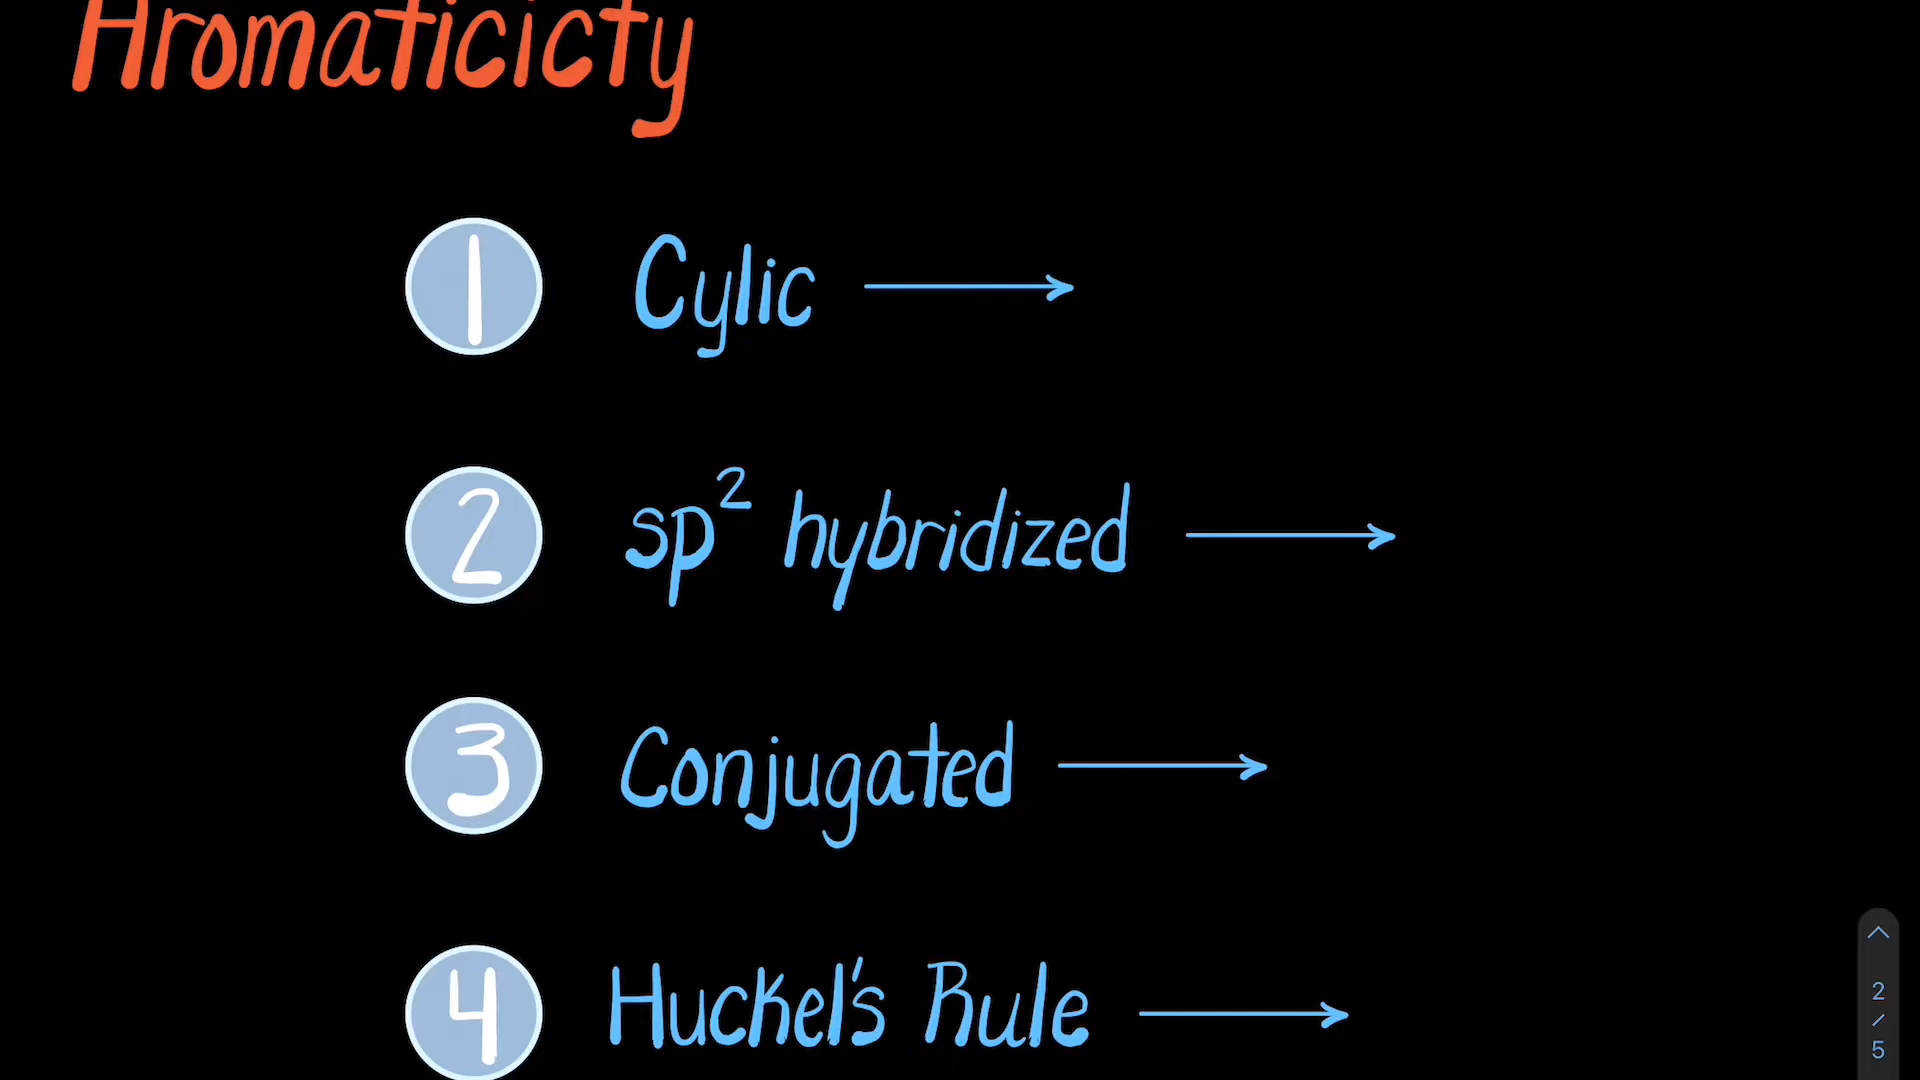 Aromaticicty
1 Cylic
2 sp² hybridized
3 Conjugated
4 Huckel's Rule
2
/
5